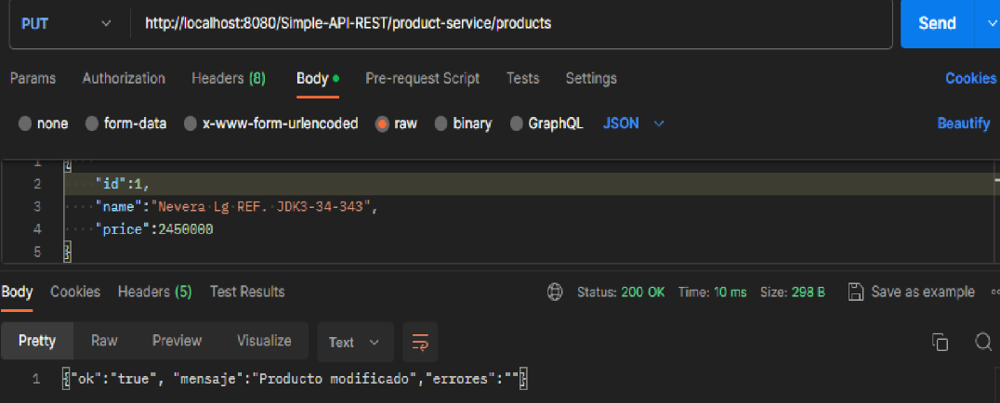 PUT http://localhost:8080/Simple-API-REST/product-service/products Send
Params Authorization Headers (8) Body Pre-request Script Tests Settings Cookies
none form-data x-www-form-urlencoded raw binary GraphQL JSON Beautify
1 {
2 "id":1,
3 "name":"Nevera Lg REF. JDK3-34-343",
4 "price":2450000
5 }
Body Cookies Headers (5) Test Results Status: 200 OK Time: 10 ms Size: 298 B Save as example
Pretty Raw Preview Visualize Text
1 {"ok":"true", "mensaje":"Producto modificado","errores":""}